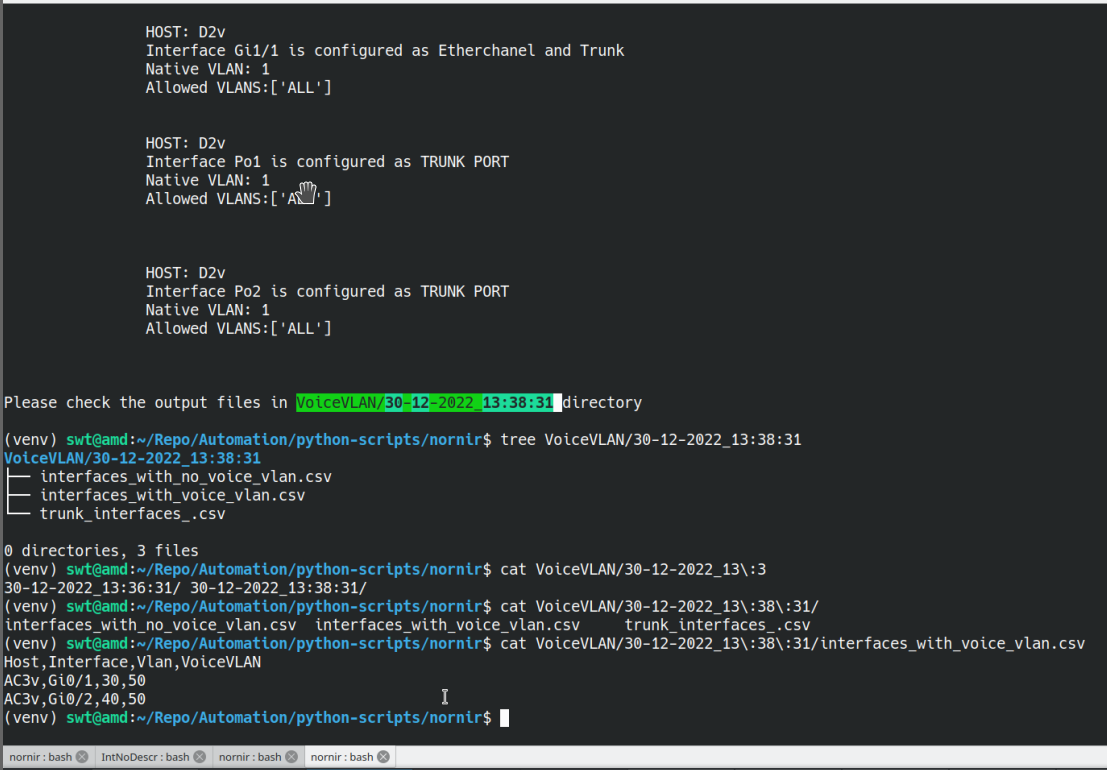 HOST: D2v
Interface Gi1/1 is configured as Etherchanel and Trunk
Native VLAN: 1
Allowed VLANS:['ALL']
HOST: D2v
Interface Po1 is configured as TRUNK PORT
Native VLAN: 1
Allowed VLANS:['A
HOST: D2v
Interface Po2 is configured as TRUNK PORT
Native VLAN: 1
Allowed VLANS:['ALL']
Please check the output files in VoiceVLAN/30-12-2022_13:38:31 directory
(venv) swt@amd:~/Repo/Automation/python-scripts/nornir$ tree VoiceVLAN/30-12-2022_13:38:31
VoiceVLAN/30-12-2022_13:38:31
├── interfaces_with_no_voice_vlan.csv
├── interfaces_with_voice_vlan.csv
└── trunk_interfaces_.csv
0 directories, 3 files
(venv) swt@amd:~/Repo/Automation/python-scripts/nornir$ cat VoiceVLAN/30-12-2022_13\:3
30-12-2022_13:36:31/ 30-12-2022_13:38:31/
(venv) swt@amd:~/Repo/Automation/python-scripts/nornir$ cat VoiceVLAN/30-12-2022_13\:38\:31/
interfaces_with_no_voice_vlan.csv  interfaces_with_voice_vlan.csv     trunk_interfaces_.csv
(venv) swt@amd:~/Repo/Automation/python-scripts/nornir$ cat VoiceVLAN/30-12-2022_13\:38\:31/interfaces_with_voice_vlan.csv
Host,Interface,Vlan,VoiceVLAN
AC3v,Gi0/1,30,50
AC3v,Gi0/2,40,50
(venv) swt@amd:~/Repo/Automation/python-scripts/nornir$
nornir : bash IntNoDescr : bash nornir : bash nornir : bash